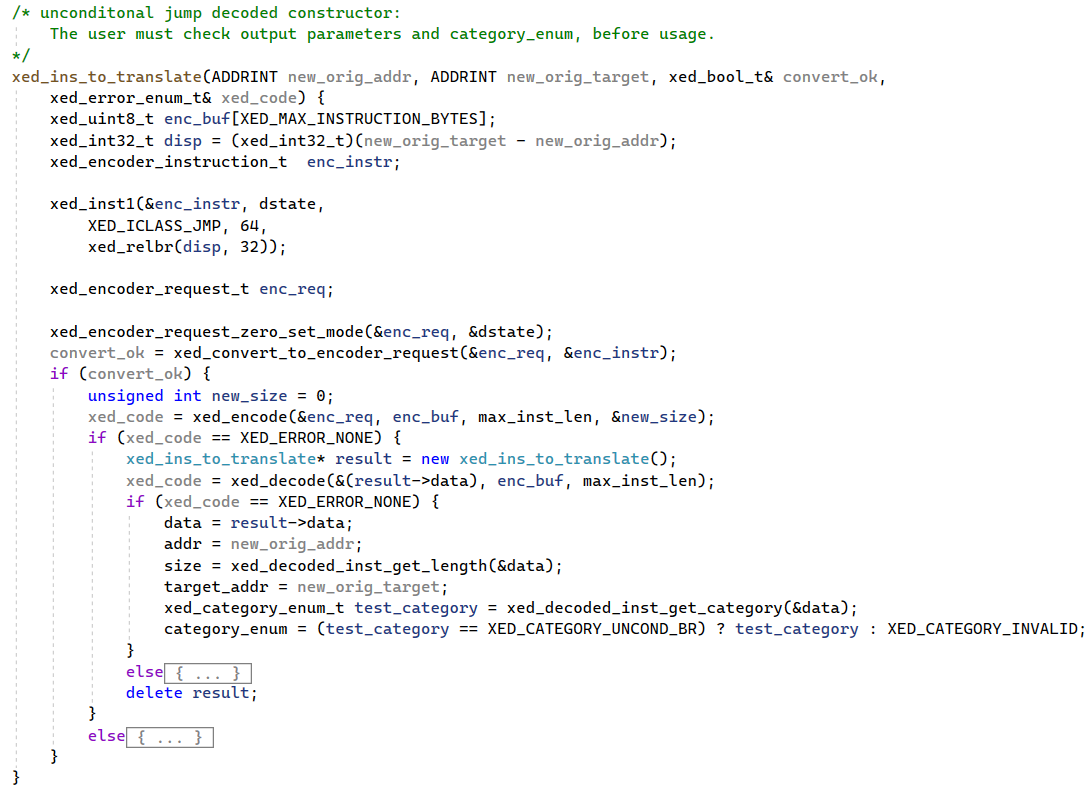 /* unconditonal jump decoded constructor:
    The user must check output parameters and category_enum, before usage.
*/
xed_ins_to_translate(ADDRINT new_orig_addr, ADDRINT new_orig_target, xed_bool_t& convert_ok,
    xed_error_enum_t& xed_code) {
    xed_uint8_t enc_buf[XED_MAX_INSTRUCTION_BYTES];
    xed_int32_t disp = (xed_int32_t)(new_orig_target - new_orig_addr);
    xed_encoder_instruction_t  enc_instr;

    xed_inst1(&enc_instr, dstate,
        XED_ICLASS_JMP, 64,
        xed_relbr(disp, 32));

    xed_encoder_request_t enc_req;

    xed_encoder_request_zero_set_mode(&enc_req, &dstate);
    convert_ok = xed_convert_to_encoder_request(&enc_req, &enc_instr);
    if (convert_ok) {
        unsigned int new_size = 0;
        xed_code = xed_encode(&enc_req, enc_buf, max_inst_len, &new_size);
        if (xed_code == XED_ERROR_NONE) {
            xed_ins_to_translate* result = new xed_ins_to_translate();
            xed_code = xed_decode(&(result->data), enc_buf, max_inst_len);
            if (xed_code == XED_ERROR_NONE) {
                data = result->data;
                addr = new_orig_addr;
                size = xed_decoded_inst_get_length(&data);
                target_addr = new_orig_target;
                xed_category_enum_t test_category = xed_decoded_inst_get_category(&data);
                category_enum = (test_category == XED_CATEGORY_UNCOND_BR) ? test_category : XED_CATEGORY_INVALID;
            }
            else { ... }
            delete result;
        }
        else { ... }
    }
}